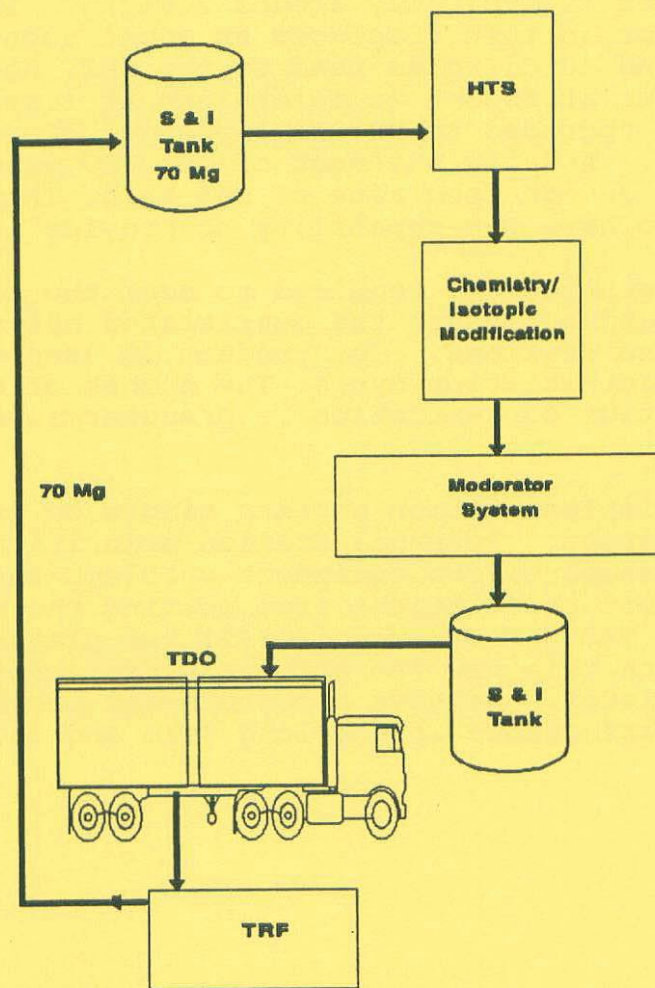 S & I
Tank
70 Mg
HTS
Chemistry/
Isotopic
Modification
70 Mg
Moderator
System
TDO
S & I
Tank
TRF